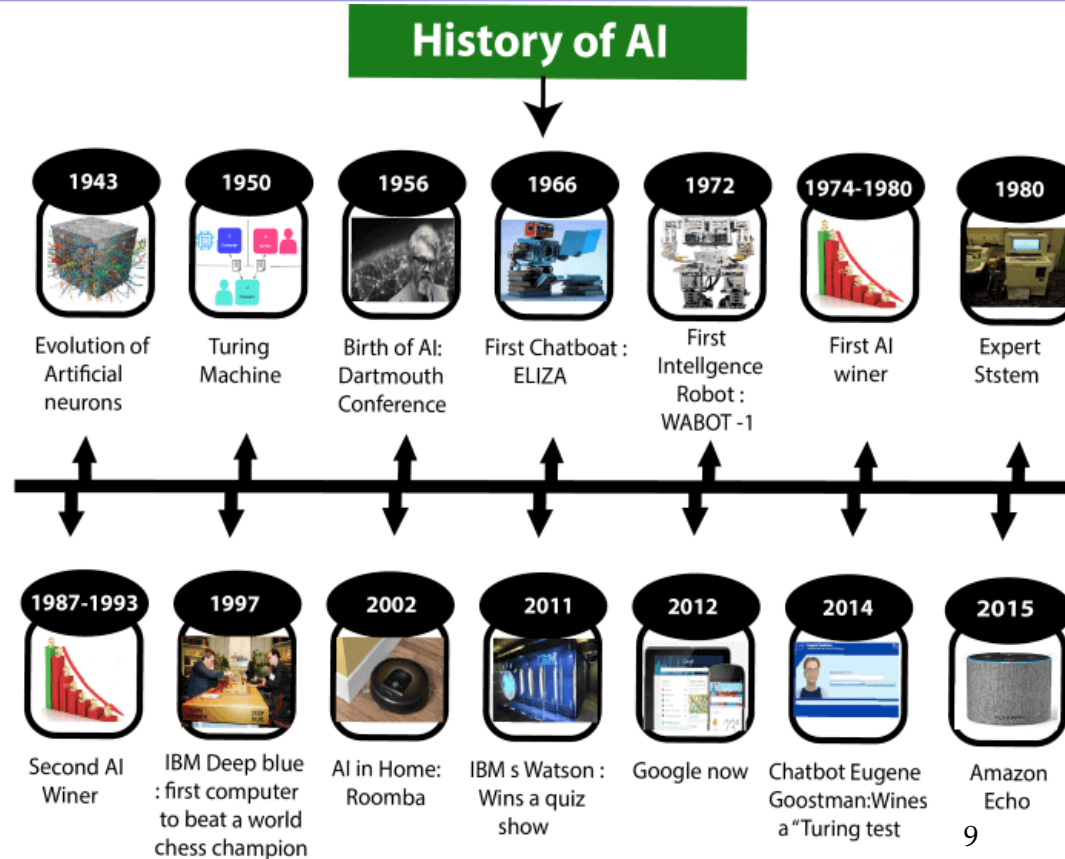 History of AI
1943
1950
1956
1966
1972
1974-1980
1980
Evolution of
Artificial
neurons
Turing
Machine
Birth of AI:
Dartmouth
Conference
First Chatboat :
ELIZA
First
Intellgence
Robot :
WABOT -1
First AI
winer
Expert
Ststem
1987-1993
1997
2002
2011
2012
2014
2015
IBM
Second AI
Winer
IBM Deep blue
: first computer
to beat a world
chess champion
AI in Home:
Roomba
IBM s Watson :
Wins a quiz
show
Google now
Chatbot Eugene
Goostman:Wines
a "Turing test
Amazon
Echo
9